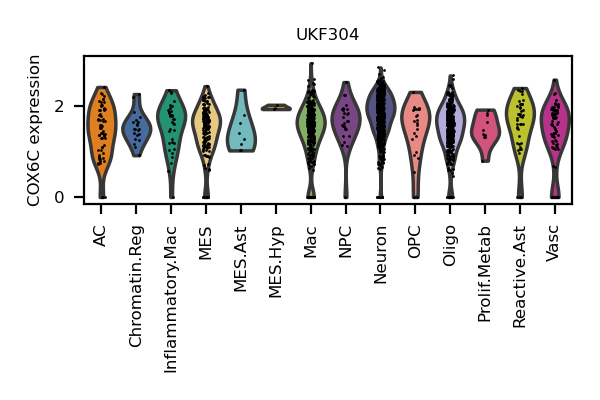 UKF304
COX6C expression
2
0
AC
Chromatin.Reg
Inflammatory.Mac
MES
MES.Ast
MES.Hyp
Mac
NPC
Neuron
OPC
Oligo
Prolif.Metab
Reactive.Ast
Vasc